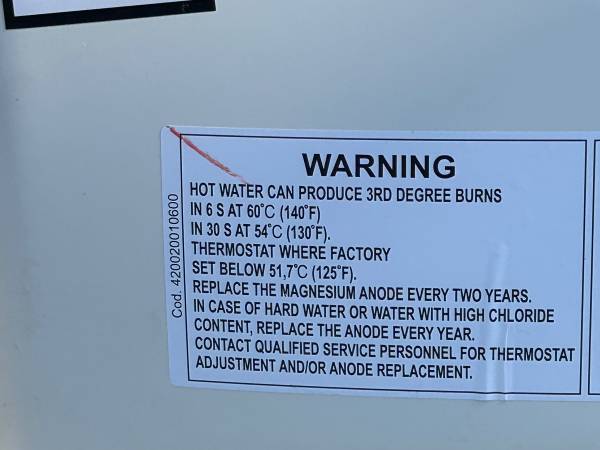 WARNING
HOT WATER CAN PRODUCE 3RD DEGREE BURNS
IN 6 S AT 60°C (140°F)
IN 30 S AT 54°C (130°F).
THERMOSTAT WHERE FACTORY
SET BELOW 51,7°C (125°F).
REPLACE THE MAGNESIUM ANODE EVERY TWO YEARS.
IN CASE OF HARD WATER OR WATER WITH HIGH CHLORIDE
CONTENT, REPLACE THE ANODE EVERY YEAR.
CONTACT QUALIFIED SERVICE PERSONNEL FOR THERMOSTAT
ADJUSTMENT AND/OR ANODE REPLACEMENT.
Cod. 420020010600